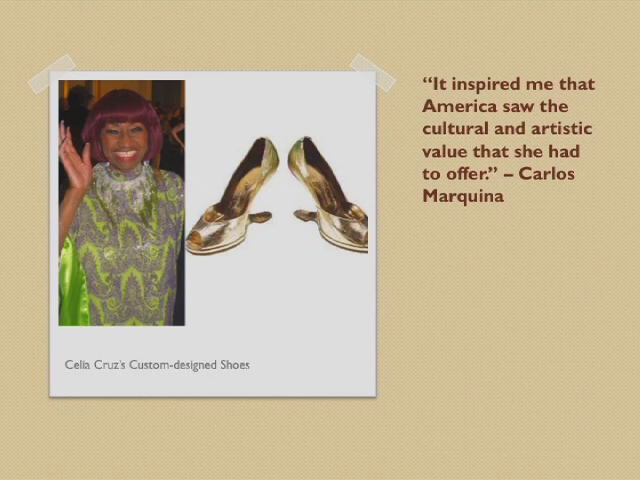 “It inspired me that
America saw the
cultural and artistic
value that she had
to offer.” – Carlos
Marquina
Celia Cruz’s Custom-designed Shoes